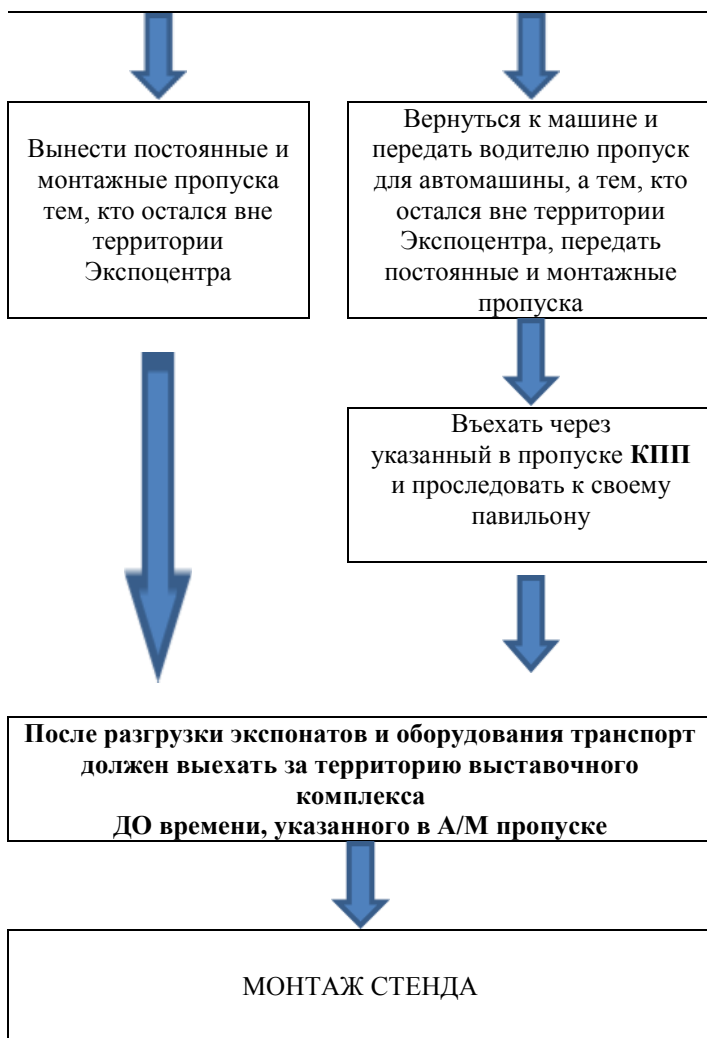 Вынести постоянные и
монтажные пропуска
тем, кто остался вне
территории
Экспоцентра
Вернуться к машине и
передать водителю пропуск
для автомашины, а тем, кто
остался вне территории
Экспоцентра, передать
постоянные и монтажные
пропуска
Въехать через
указанный в пропуске КПП
и проследовать к своему
павильону
После разгрузки экспонатов и оборудования транспорт
должен выехать за территорию выставочного
комплекса
ДО времени, указанного в А/М пропуске
МОНТАЖ СТЕНДА